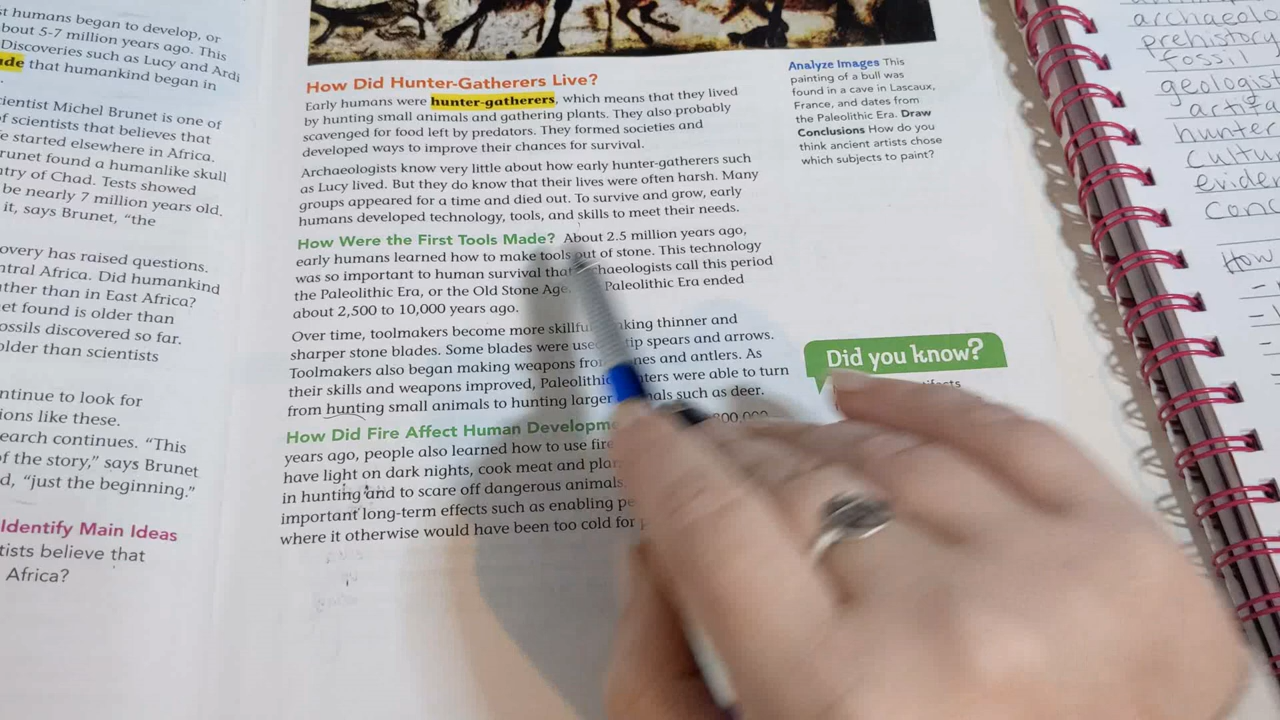 st humans began to develop, or
bout 5-7 million years ago. This
Discoveries such as Lucy and Ardi
ude that humankind began in
cientist Michel Brunet is one of
of scientists that believes that
fe started elsewhere in Africa.
runet found a humanlike skull
ntry of Chad. Tests showed
be nearly 7 million years old.
it, says Brunet, “the
overy has raised questions.
ntral Africa. Did humankind
ather than in East Africa?
et found is older than
ossils discovered so far.
older than scientists
ntinue to look for
ions like these.
earch continues. “This
of the story,” says Brunet
d, “just the beginning.”
Identify Main Ideas
tists believe that
Africa?
How Did Hunter-Gatherers Live?
Early humans were hunter-gatherers, which means that they lived
by hunting small animals and gathering plants. They also probably
scavenged for food left by predators. They formed societies and
developed ways to improve their chances for survival.
Archaeologists know very little about how early hunter-gatherers such
as Lucy lived. But they do know that their lives were often harsh. Many
groups appeared for a time and died out. To survive and grow, early
humans developed technology, tools, and skills to meet their needs.
How Were the First Tools Made? About 2.5 million years ago,
early humans learned how to make tools out of stone. This technology
was so important to human survival that chaeologists call this period
the Paleolithic Era, or the Old Stone Age. Paleolithic Era ended
about 2,500 to 10,000 years ago.
Over time, toolmakers become more skillfu king thinner and
sharper stone blades. Some blades were use tip spears and arrows.
Toolmakers also began making weapons fro nes and antlers. As
their skills and weapons improved, Paleolithic ters were able to turn
from hunting small animals to hunting larger als such as deer.
How Did Fire Affect Human Developme 800,000
years ago, people also learned how to use fire
have light on dark nights, cook meat and plan
in hunting and to scare off dangerous animals.
important long-term effects such as enabling pe
where it otherwise would have been too cold for
Analyze Images This
painting of a bull was
found in a cave in Lascaux,
France, and dates from
the Paleolithic Era. Draw
Conclusions How do you
think ancient artists chose
which subjects to paint?
Did you know?
archaeolo
prehistory
fossil
geologist
artifa
hunter
Cultur
evide
Conc
How